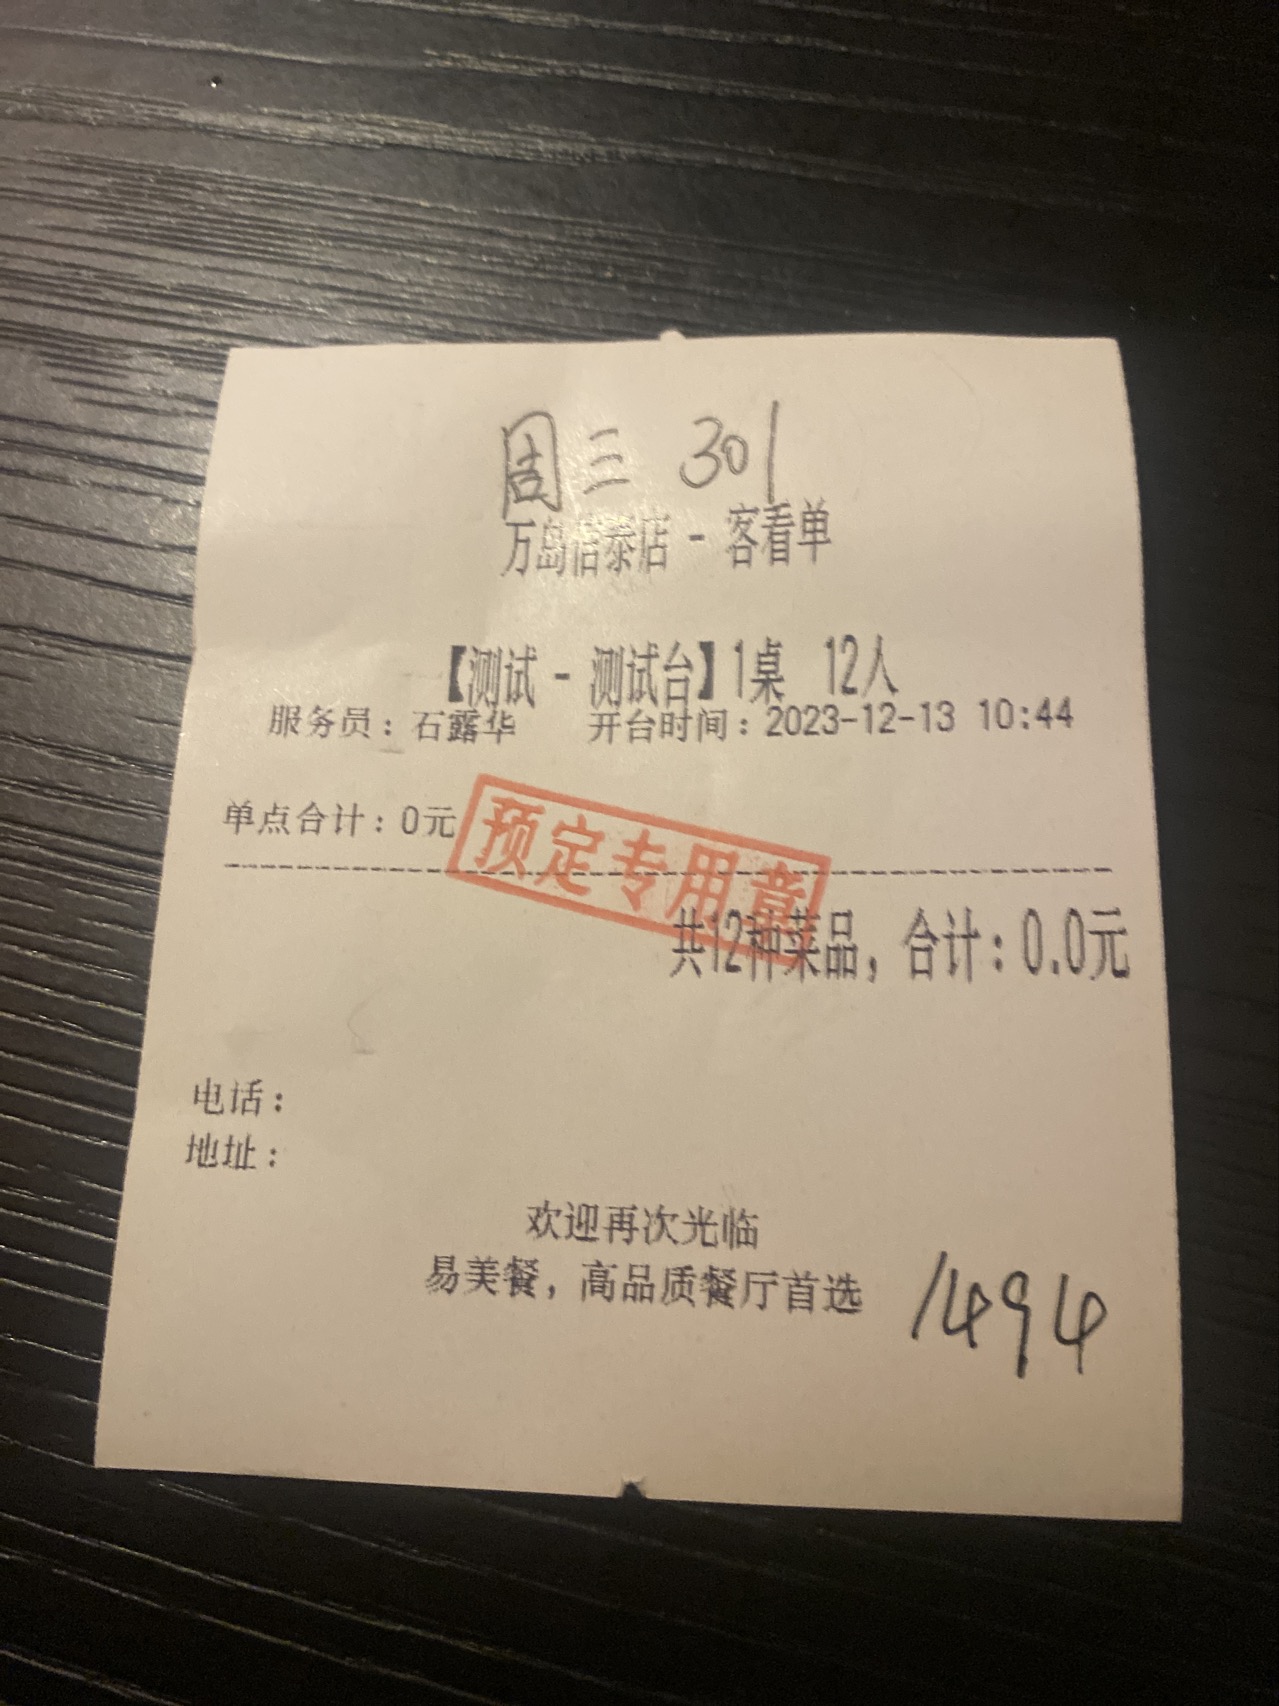 周三 301
万岛信泰店 - 客看单
【测试 - 测试台】1桌 12人
服务员：石露华 开台时间：2023-12-13 10:44
单点合计：0元
预定专用章
共12种菜品，合计：0.0元
电话：
地址：
欢迎再次光临
易美餐，高品质餐厅首选
1494